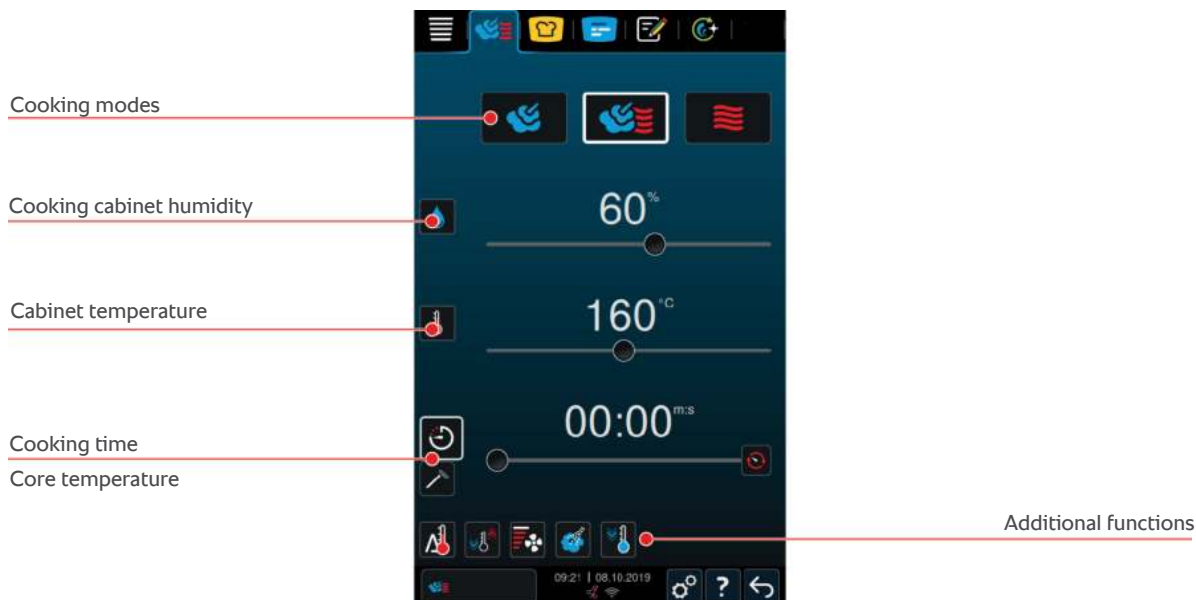 Cooking modes
Cooking cabinet humidity
60%
Cabinet temperature
160°C
00:00 m:s
Cooking time
Core temperature
Additional functions
09:21 | 08.10.2019
?